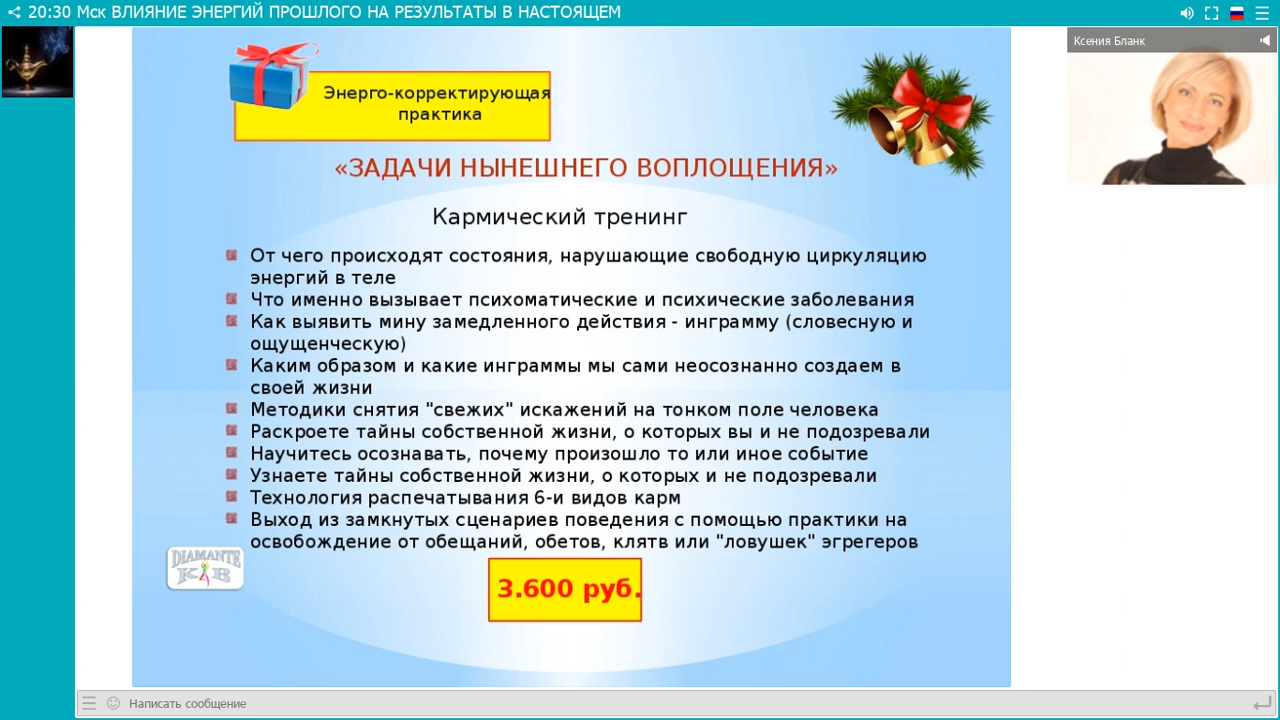 20:30 Мск ВЛИЯНИЕ ЭНЕРГИЙ ПРОШЛОГО НА РЕЗУЛЬТАТЫ В НАСТОЯЩЕМ
Ксения Бланк
Энерго-корректирующая
практика
«ЗАДАЧИ НЫНЕШНЕГО ВОПЛОЩЕНИЯ»
Кармический тренинг
От чего происходят состояния, нарушающие свободную циркуляцию
энергий в теле
Что именно вызывает психоматические и психические заболевания
Как выявить мину замедленного действия - инграмму (словесную и
ощущенческую)
Каким образом и какие инграммы мы сами неосознанно создаем в
своей жизни
Методики снятия "свежих" искажений на тонком поле человека
Раскроете тайны собственной жизни, о которых вы и не подозревали
Научитесь осознавать, почему произошло то или иное событие
Узнаете тайны собственной жизни, о которых и не подозревали
Технология распечатывания 6-и видов карм
Выход из замкнутых сценариев поведения с помощью практики на
освобождение от обещаний, обетов, клятв или "ловушек" эгрегеров
DIAMANTE
K B
3.600 руб.
Написать сообщение